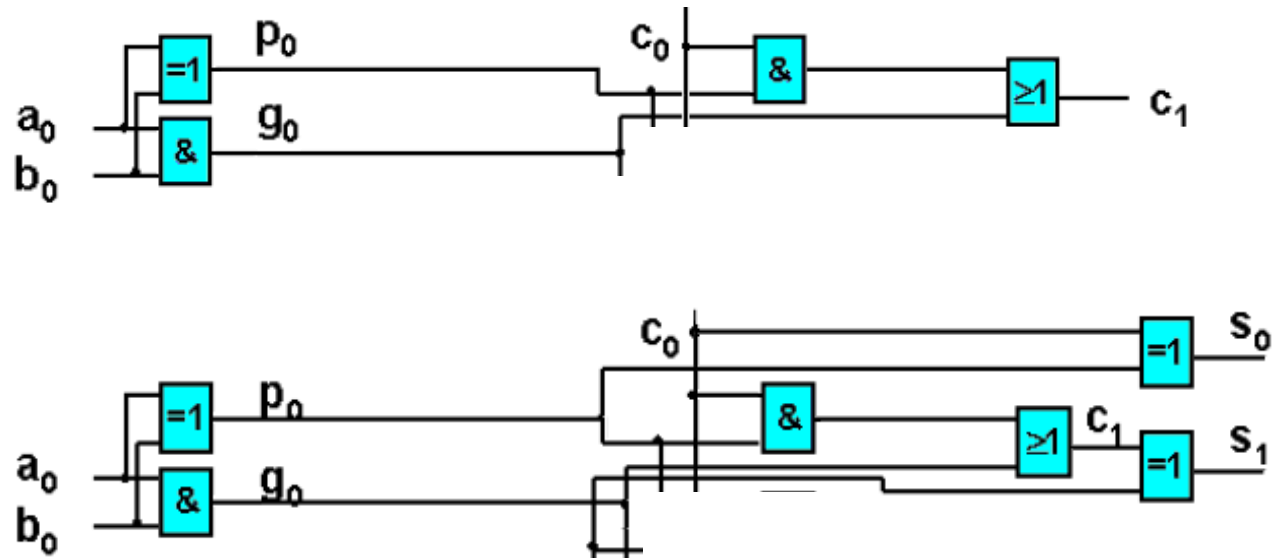 p₀ c₀
=1 & ≥1 c₁
a₀ g₀
&
b₀
c₀ =1 s₀
=1 p₀ & ≥1 c₁ =1 s₁
a₀ g₀
&
b₀